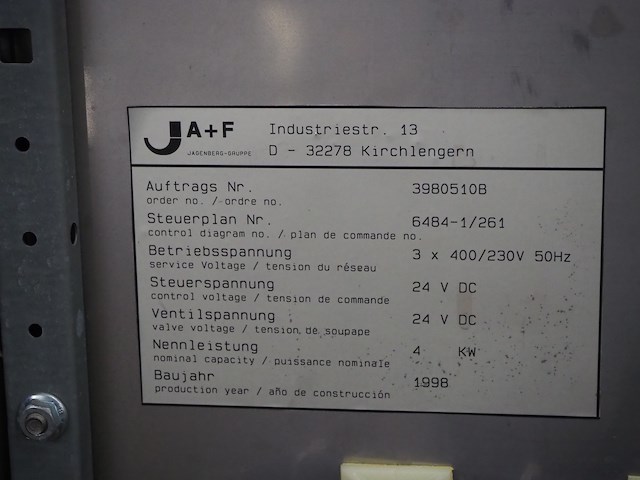 J A+F Industriestr. 13
JAGENBERG-GRUPPE D - 32278 Kirchlengern
Auftrags Nr. 3980510B
order no. / ordre no.
Steuerplan Nr. 6484-1/261
control diagram no. / plan de commande no.
Betriebsspannung 3 x 400/230V 50Hz
service Voltage / tension du réseau
Steuerspannung 24 V DC
control voltage / tension de commande
Ventilspannung 24 V DC
valve voltage / tension de soupape
Nennleistung 4 KW
nominal capacity / puissance nominale
Baujahr 1998
production year / año de construcción